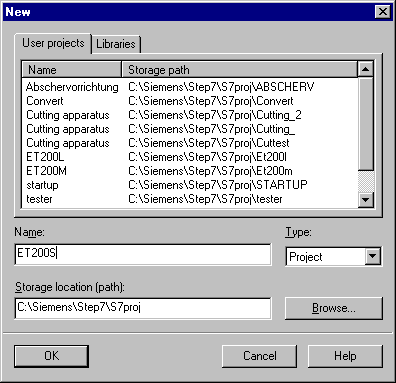 New
User projects Libraries
Name Storage path
Abschervorrichtung C:\Siemens\Step7\S7proj\ABSCHERV
Convert C:\Siemens\Step7\S7proj\Convert
Cutting apparatus C:\Siemens\Step7\S7proj\Cutting_2
Cutting apparatus C:\Siemens\Step7\S7proj\Cutting_
Cutting apparatus C:\Siemens\Step7\S7proj\Cuttest
ET200L C:\Siemens\Step7\S7proj\Et200l
ET200M C:\Siemens\Step7\S7proj\Et200m
startup C:\Siemens\Step7\S7proj\STARTUP
tester C:\Siemens\Step7\S7proj\tester
Name: Type:
ET200S Project
Storage location (path):
C:\Siemens\Step7\S7proj Browse...
OK Cancel Help